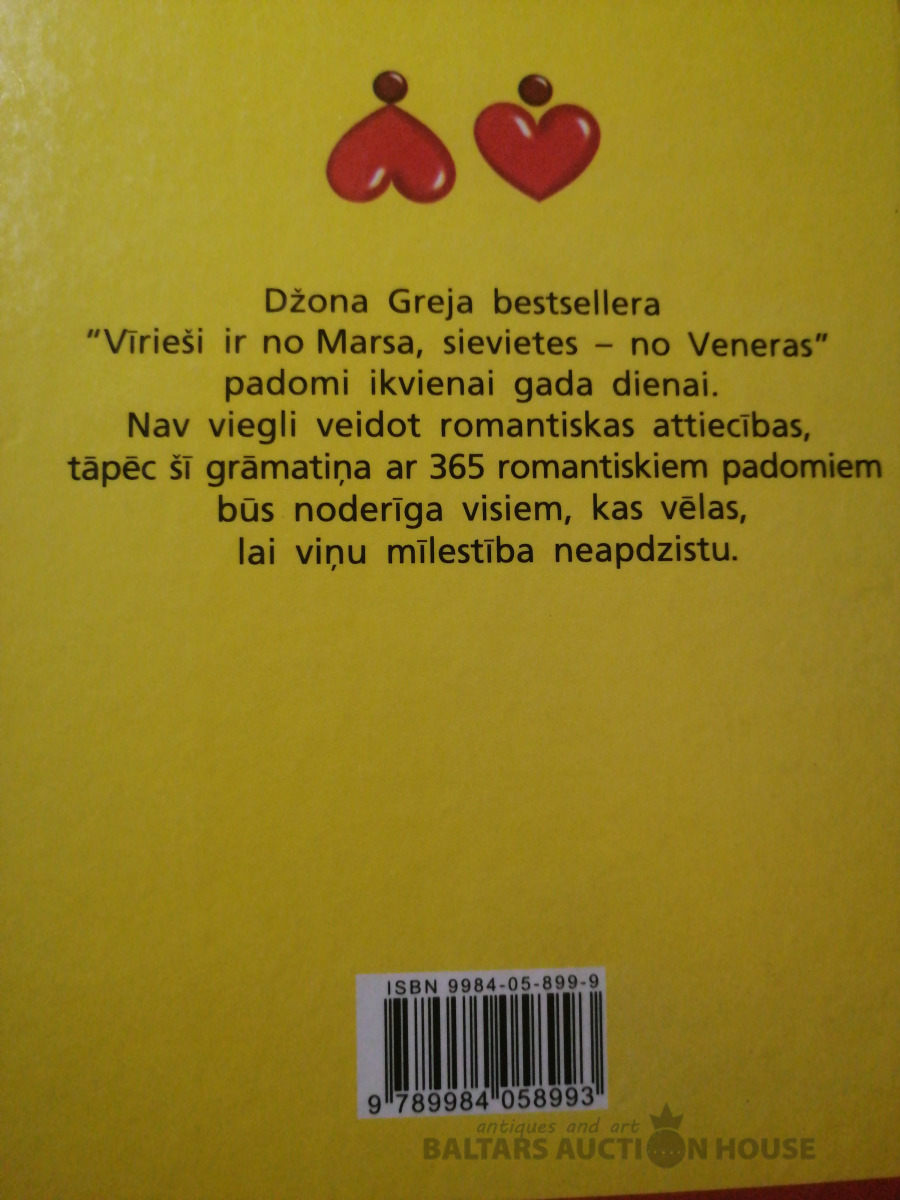 Džona Greja bestsellera
"Vīrieši ir no Marsa, sievietes – no Veneras"
padomi ikvienai gada dienai.
Nav viegli veidot romantiskas attiecības,
tāpēc šī grāmatiņa ar 365 romantiskiem padomiem
būs noderīga visiem, kas vēlas,
lai viņu mīlestība neapdzistu.
ISBN 9984-05-899-9
9 789984 058993
antiques and art
BALTARS AUCTION HOUSE